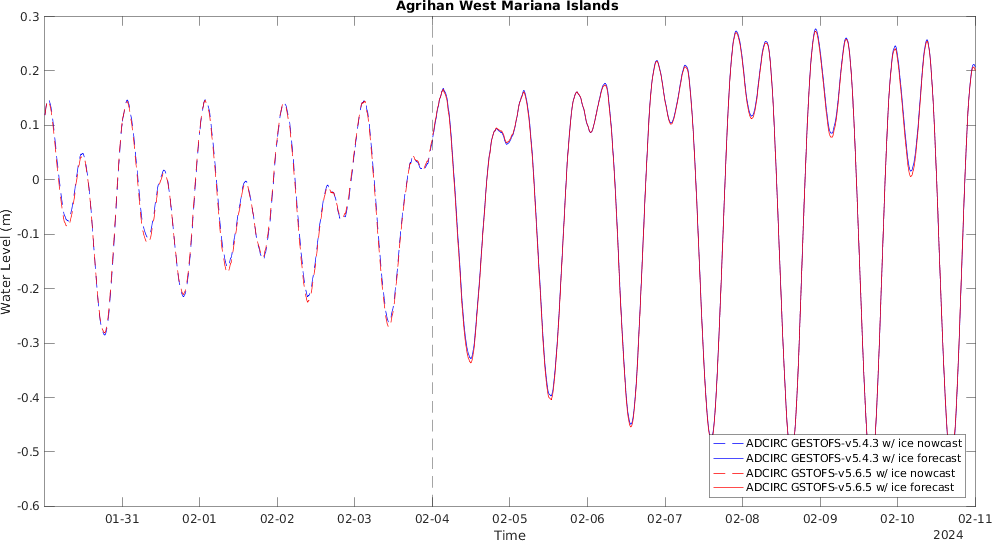 Agrihan West Mariana Islands
0.3
0.2
0.1
0
-0.1
-0.2
-0.3
-0.4
-0.5
-0.6
Water Level (m)
ADCIRC GESTOFS-v5.4.3 w/ ice nowcast
ADCIRC GESTOFS-v5.4.3 w/ ice forecast
ADCIRC GSTOFS-v5.6.5 w/ ice nowcast
ADCIRC GSTOFS-v5.6.5 w/ ice forecast
01-31 02-01 02-02 02-03 02-04 02-05 02-06 02-07 02-08 02-09 02-10 02-11
Time
2024